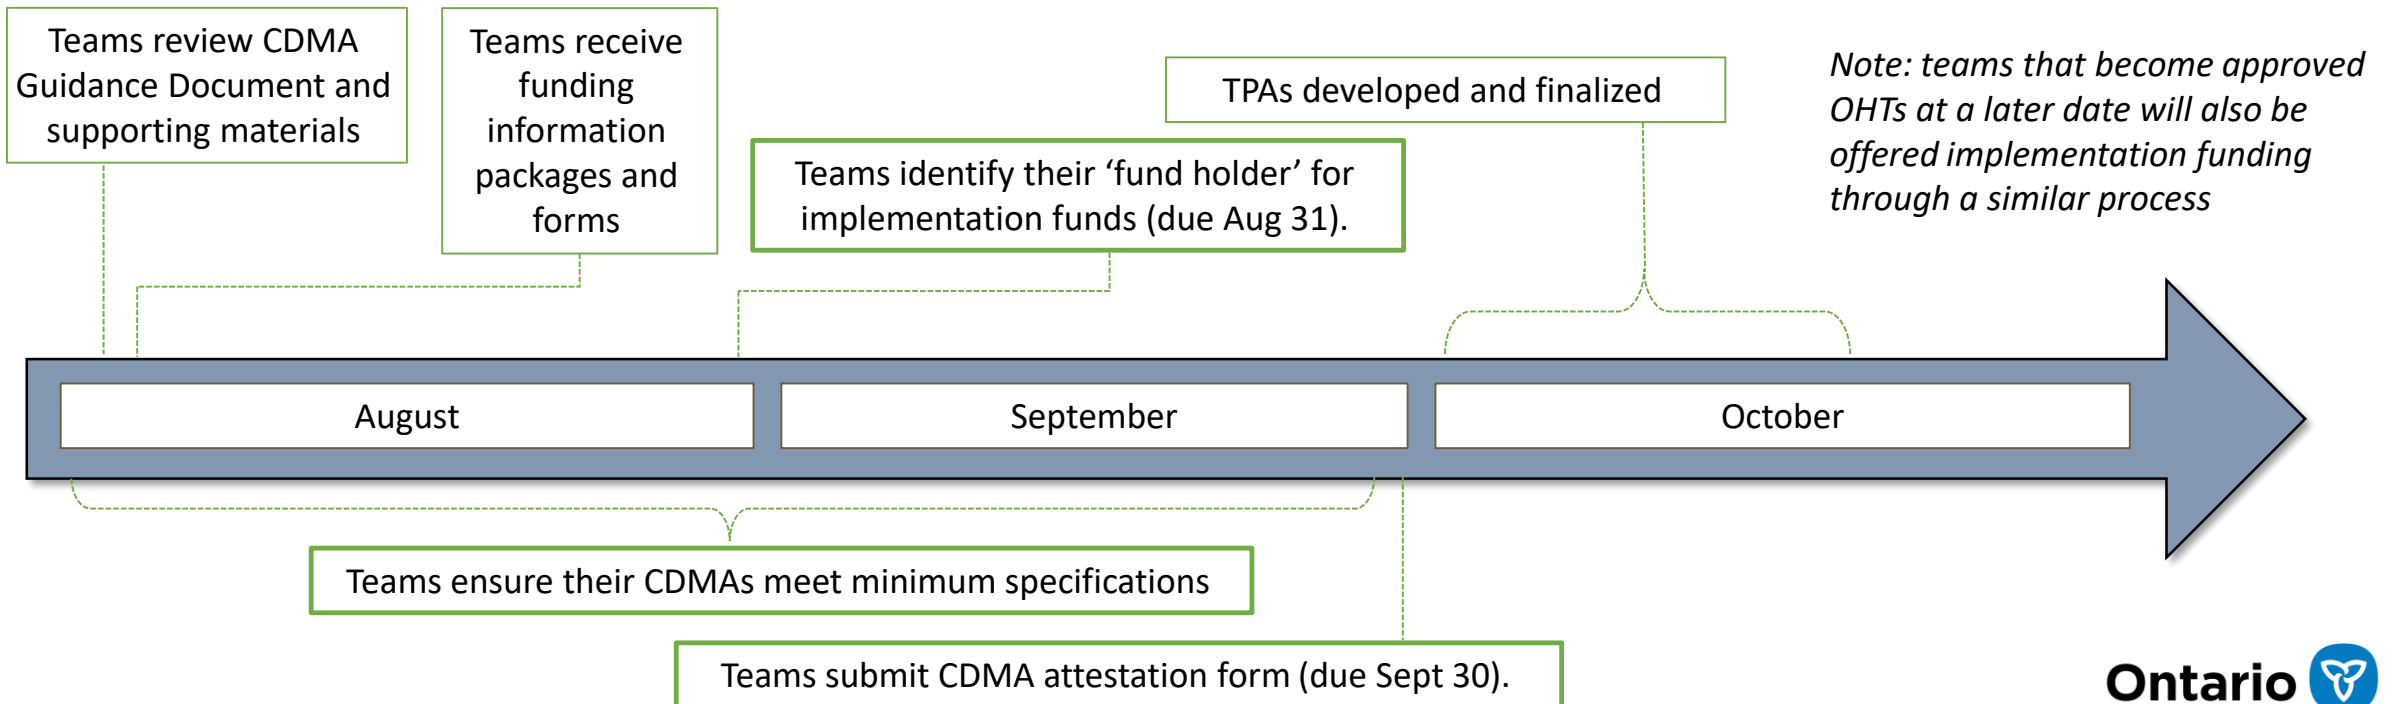 Teams review CDMA
Guidance Document and
supporting materials
Teams receive
funding
information
packages and
forms
Teams identify their ‘fund holder’ for
implementation funds (due Aug 31).
TPAs developed and finalized
Note: teams that become approved
OHTs at a later date will also be
offered implementation funding
through a similar process
August
September
October
Teams ensure their CDMAs meet minimum specifications
Teams submit CDMA attestation form (due Sept 30).
Ontario